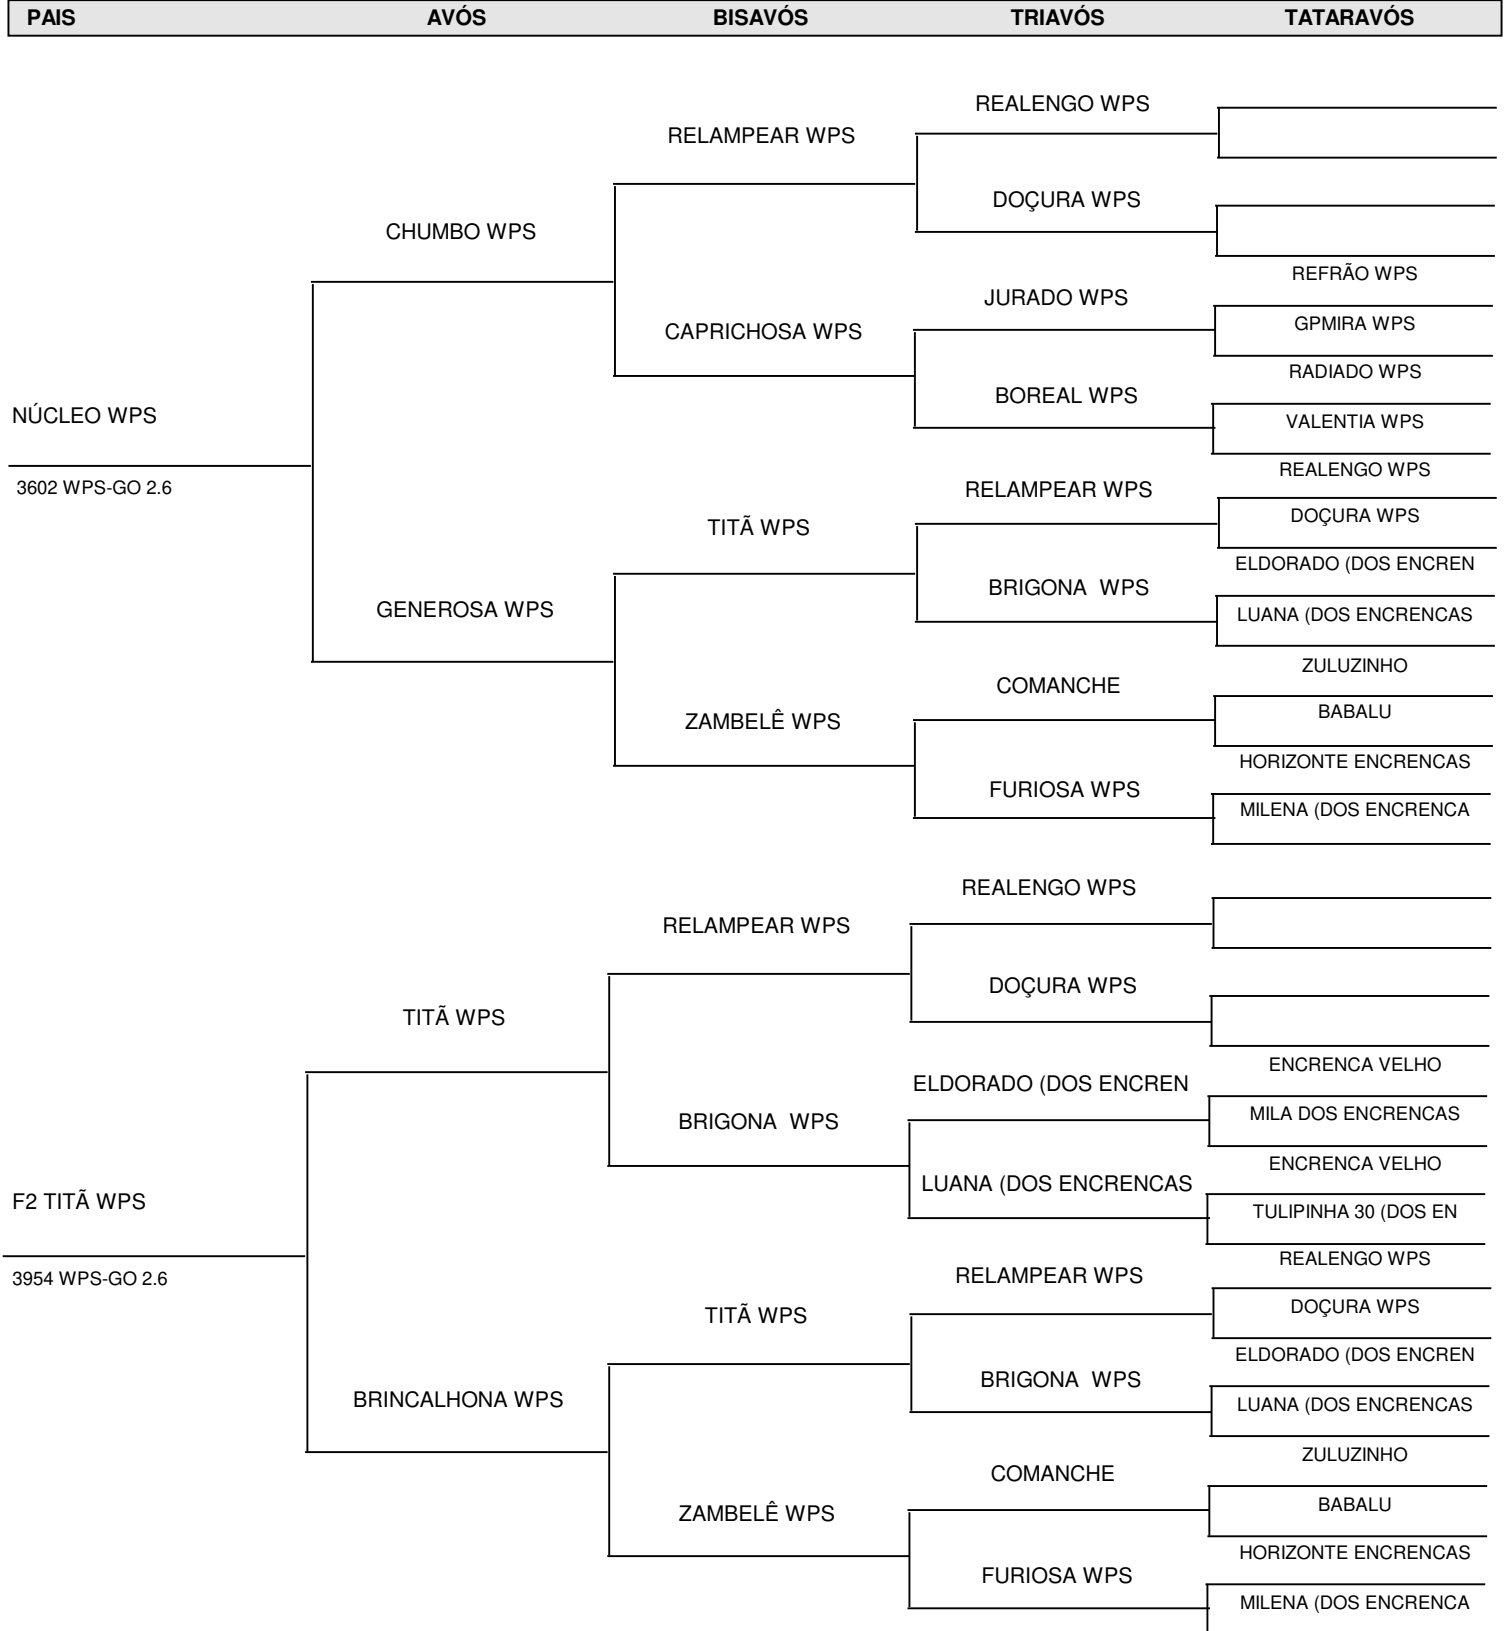 PAIS AVÓS BISAVÓS TRIAVÓS TATARAVÓS
REALENGO WPS
RELAMPEAR WPS
DOÇURA WPS
CHUMBO WPS
REFRÃO WPS
JURADO WPS
GPMIRA WPS
CAPRICHOSA WPS
RADIADO WPS
BOREAL WPS
NÚCLEO WPS
VALENTIA WPS
REALENGO WPS
3602 WPS-GO 2.6
RELAMPEAR WPS
DOÇURA WPS
TITÃ WPS
ELDORADO (DOS ENCREN
BRIGONA  WPS
GENEROSA WPS
LUANA (DOS ENCRENCAS
ZULUZINHO
COMANCHE
BABALU
ZAMBELÊ WPS
HORIZONTE ENCRENCAS
FURIOSA WPS
MILENA (DOS ENCRENCA
REALENGO WPS
RELAMPEAR WPS
DOÇURA WPS
TITÃ WPS
ENCRENCA VELHO
ELDORADO (DOS ENCREN
MILA DOS ENCRENCAS
BRIGONA  WPS
ENCRENCA VELHO
LUANA (DOS ENCRENCAS
F2 TITÃ WPS
TULIPINHA 30 (DOS EN
REALENGO WPS
3954 WPS-GO 2.6
RELAMPEAR WPS
DOÇURA WPS
TITÃ WPS
ELDORADO (DOS ENCREN
BRIGONA  WPS
BRINCALHONA WPS
LUANA (DOS ENCRENCAS
ZULUZINHO
COMANCHE
BABALU
ZAMBELÊ WPS
HORIZONTE ENCRENCAS
FURIOSA WPS
MILENA (DOS ENCRENCA